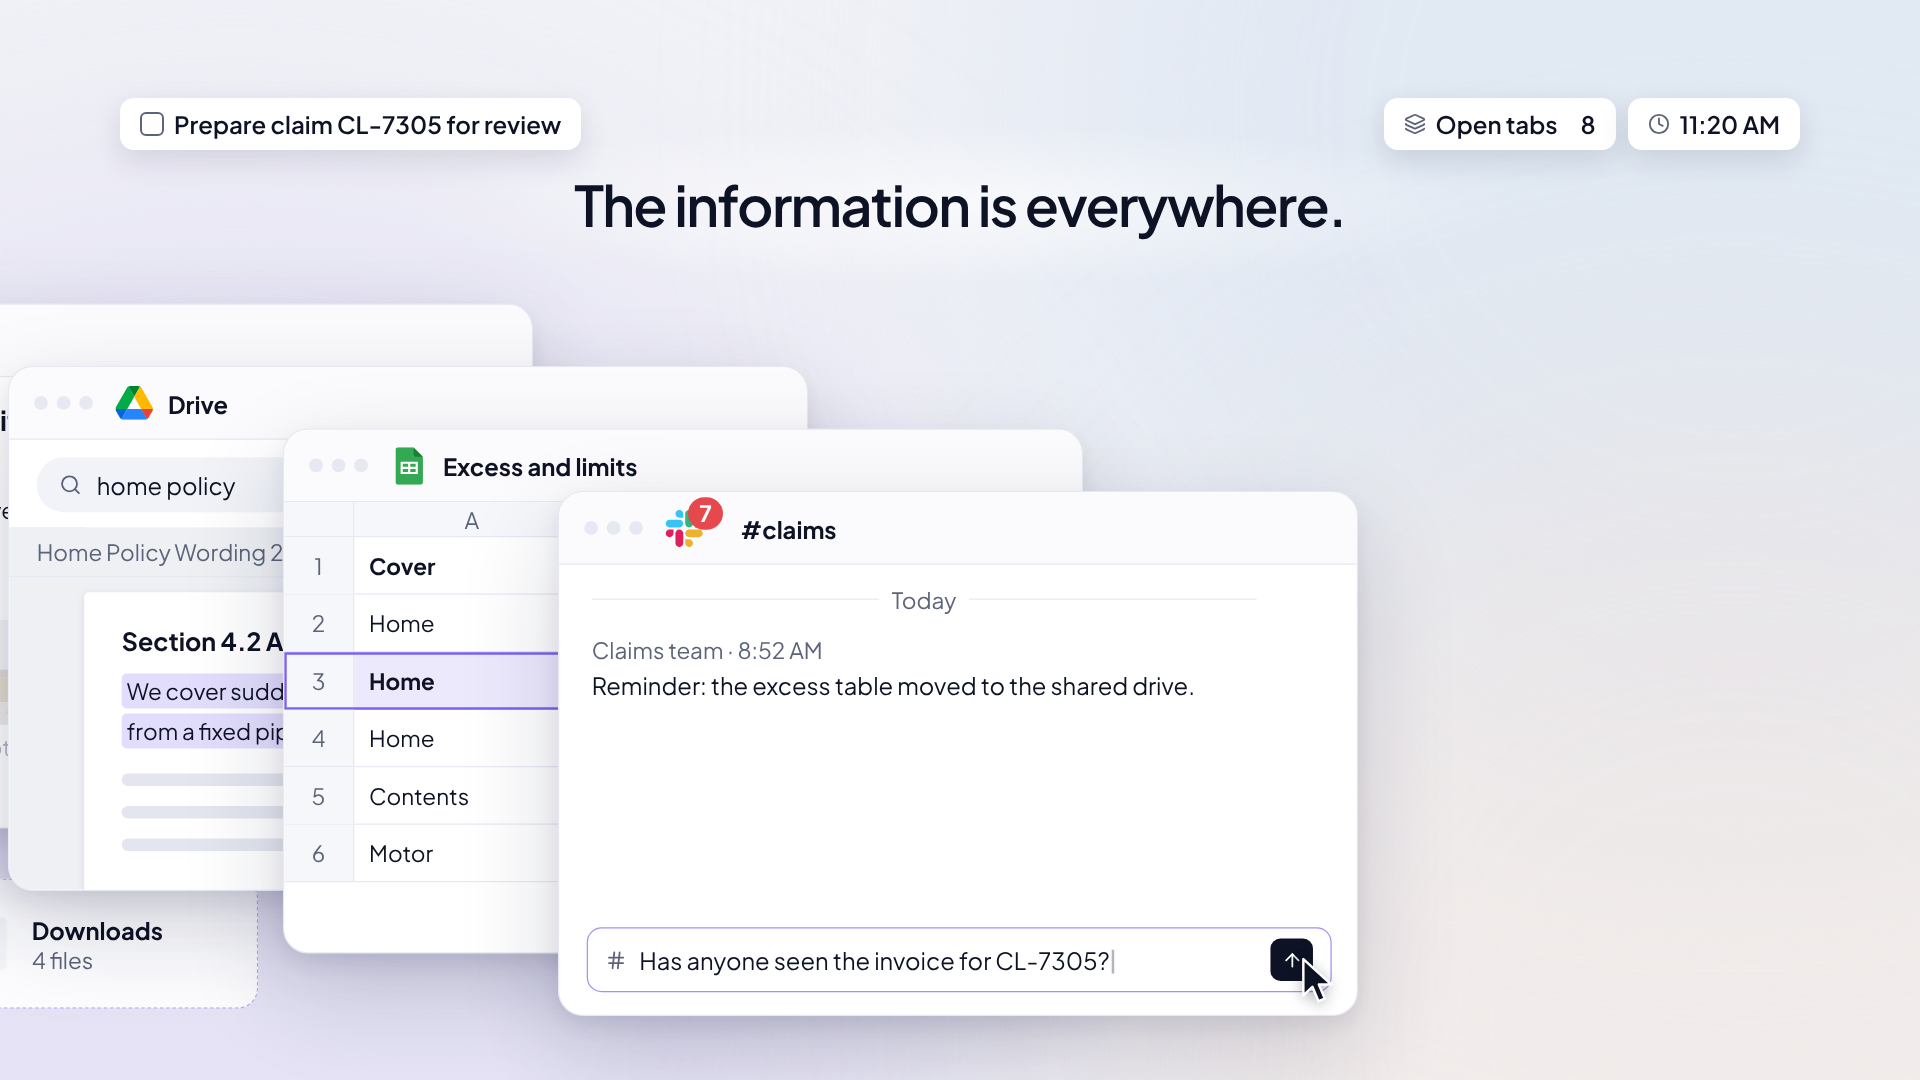 Prepare claim CL-7305 for review
Open tabs 8
11:20 AM
The information is everywhere.
Drive
home policy
Home Policy Wording 2
Section 4.2 A
We cover sudd
from a fixed pip
Downloads
4 files
Excess and limits
A
1 Cover
2 Home
3 Home
4 Home
5 Contents
6 Motor
7
#claims
Today
Claims team · 8:52 AM
Reminder: the excess table moved to the shared drive.
# Has anyone seen the invoice for CL-7305?